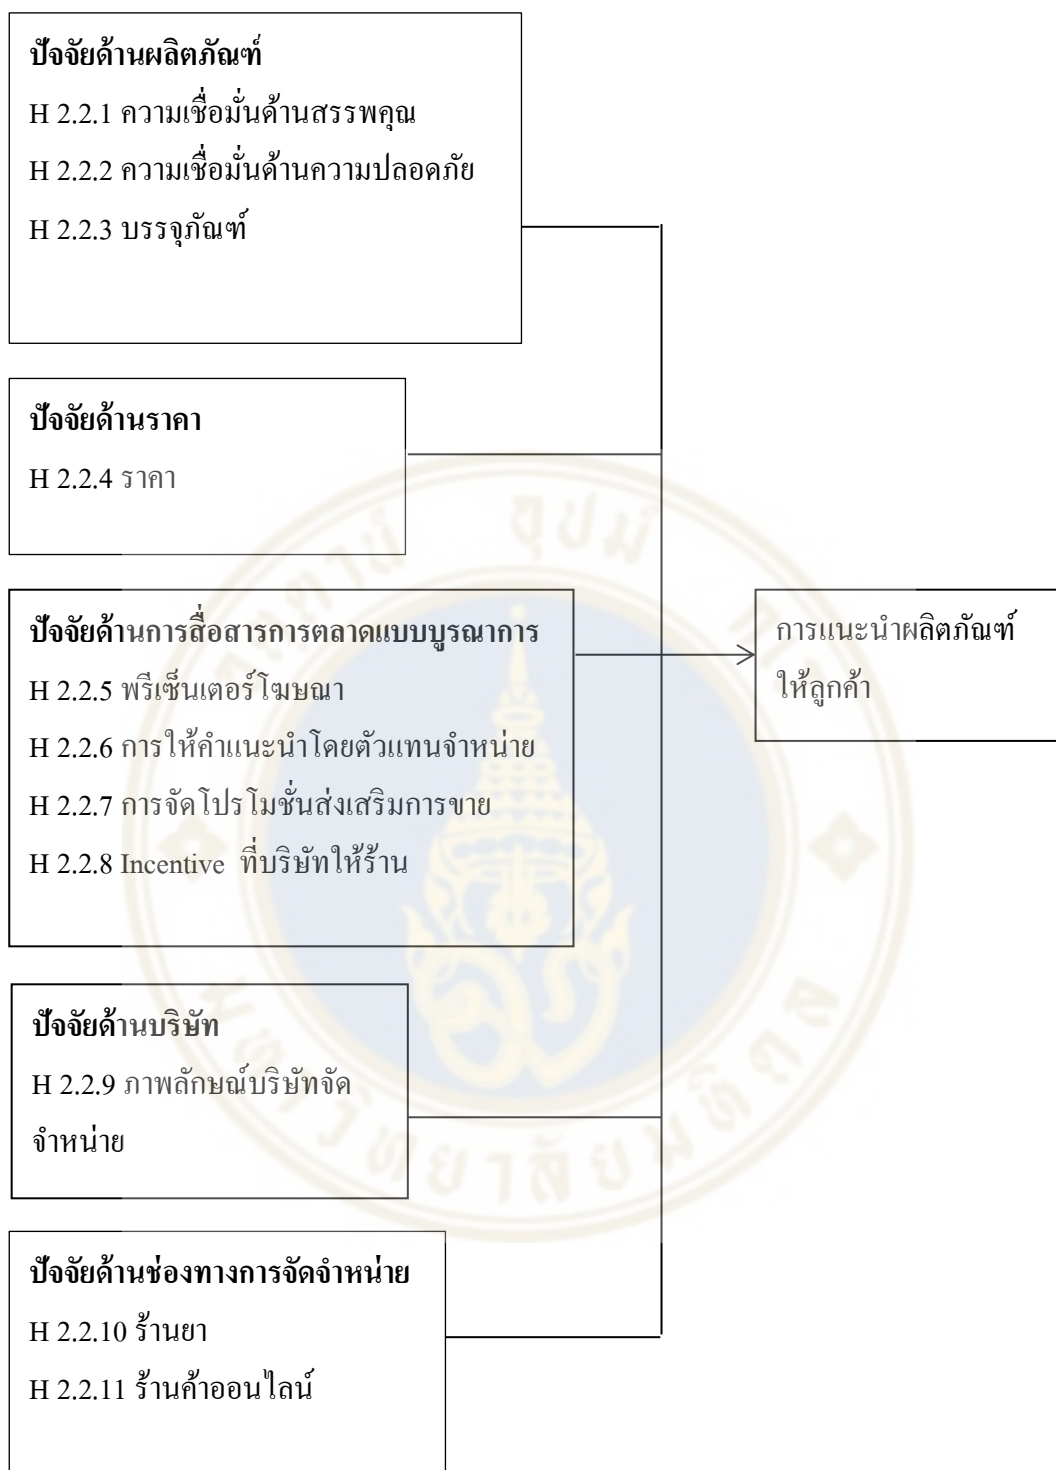 ปัจจัยด้านผลิตภัณฑ์
H 2.2.1 ความเชื่อมั่นด้านสรรพคุณ
H 2.2.2 ความเชื่อมั่นด้านความปลอดภัย
H 2.2.3 บรรจุภัณฑ์
ปัจจัยด้านราคา
H 2.2.4 ราคา
ปัจจัยด้านการสื่อสารการตลาดแบบบูรณาการ
H 2.2.5 พรีเซ็นเตอร์โฆษณา
H 2.2.6 การให้คำแนะนำโดยตัวแทนจำหน่าย
H 2.2.7 การจัดโปรโมชั่นส่งเสริมการขาย
H 2.2.8 Incentive ที่บริษัทให้ร้าน
ปัจจัยด้านบริษัท
H 2.2.9 ภาพลักษณ์บริษัทจัด
จำหน่าย
ปัจจัยด้านช่องทางการจัดจำหน่าย
H 2.2.10 ร้านยา
H 2.2.11 ร้านค้าออนไลน์
การแนะนำผลิตภัณฑ์
ให้ลูกค้า
มหาวิทยาลัยมหิดล